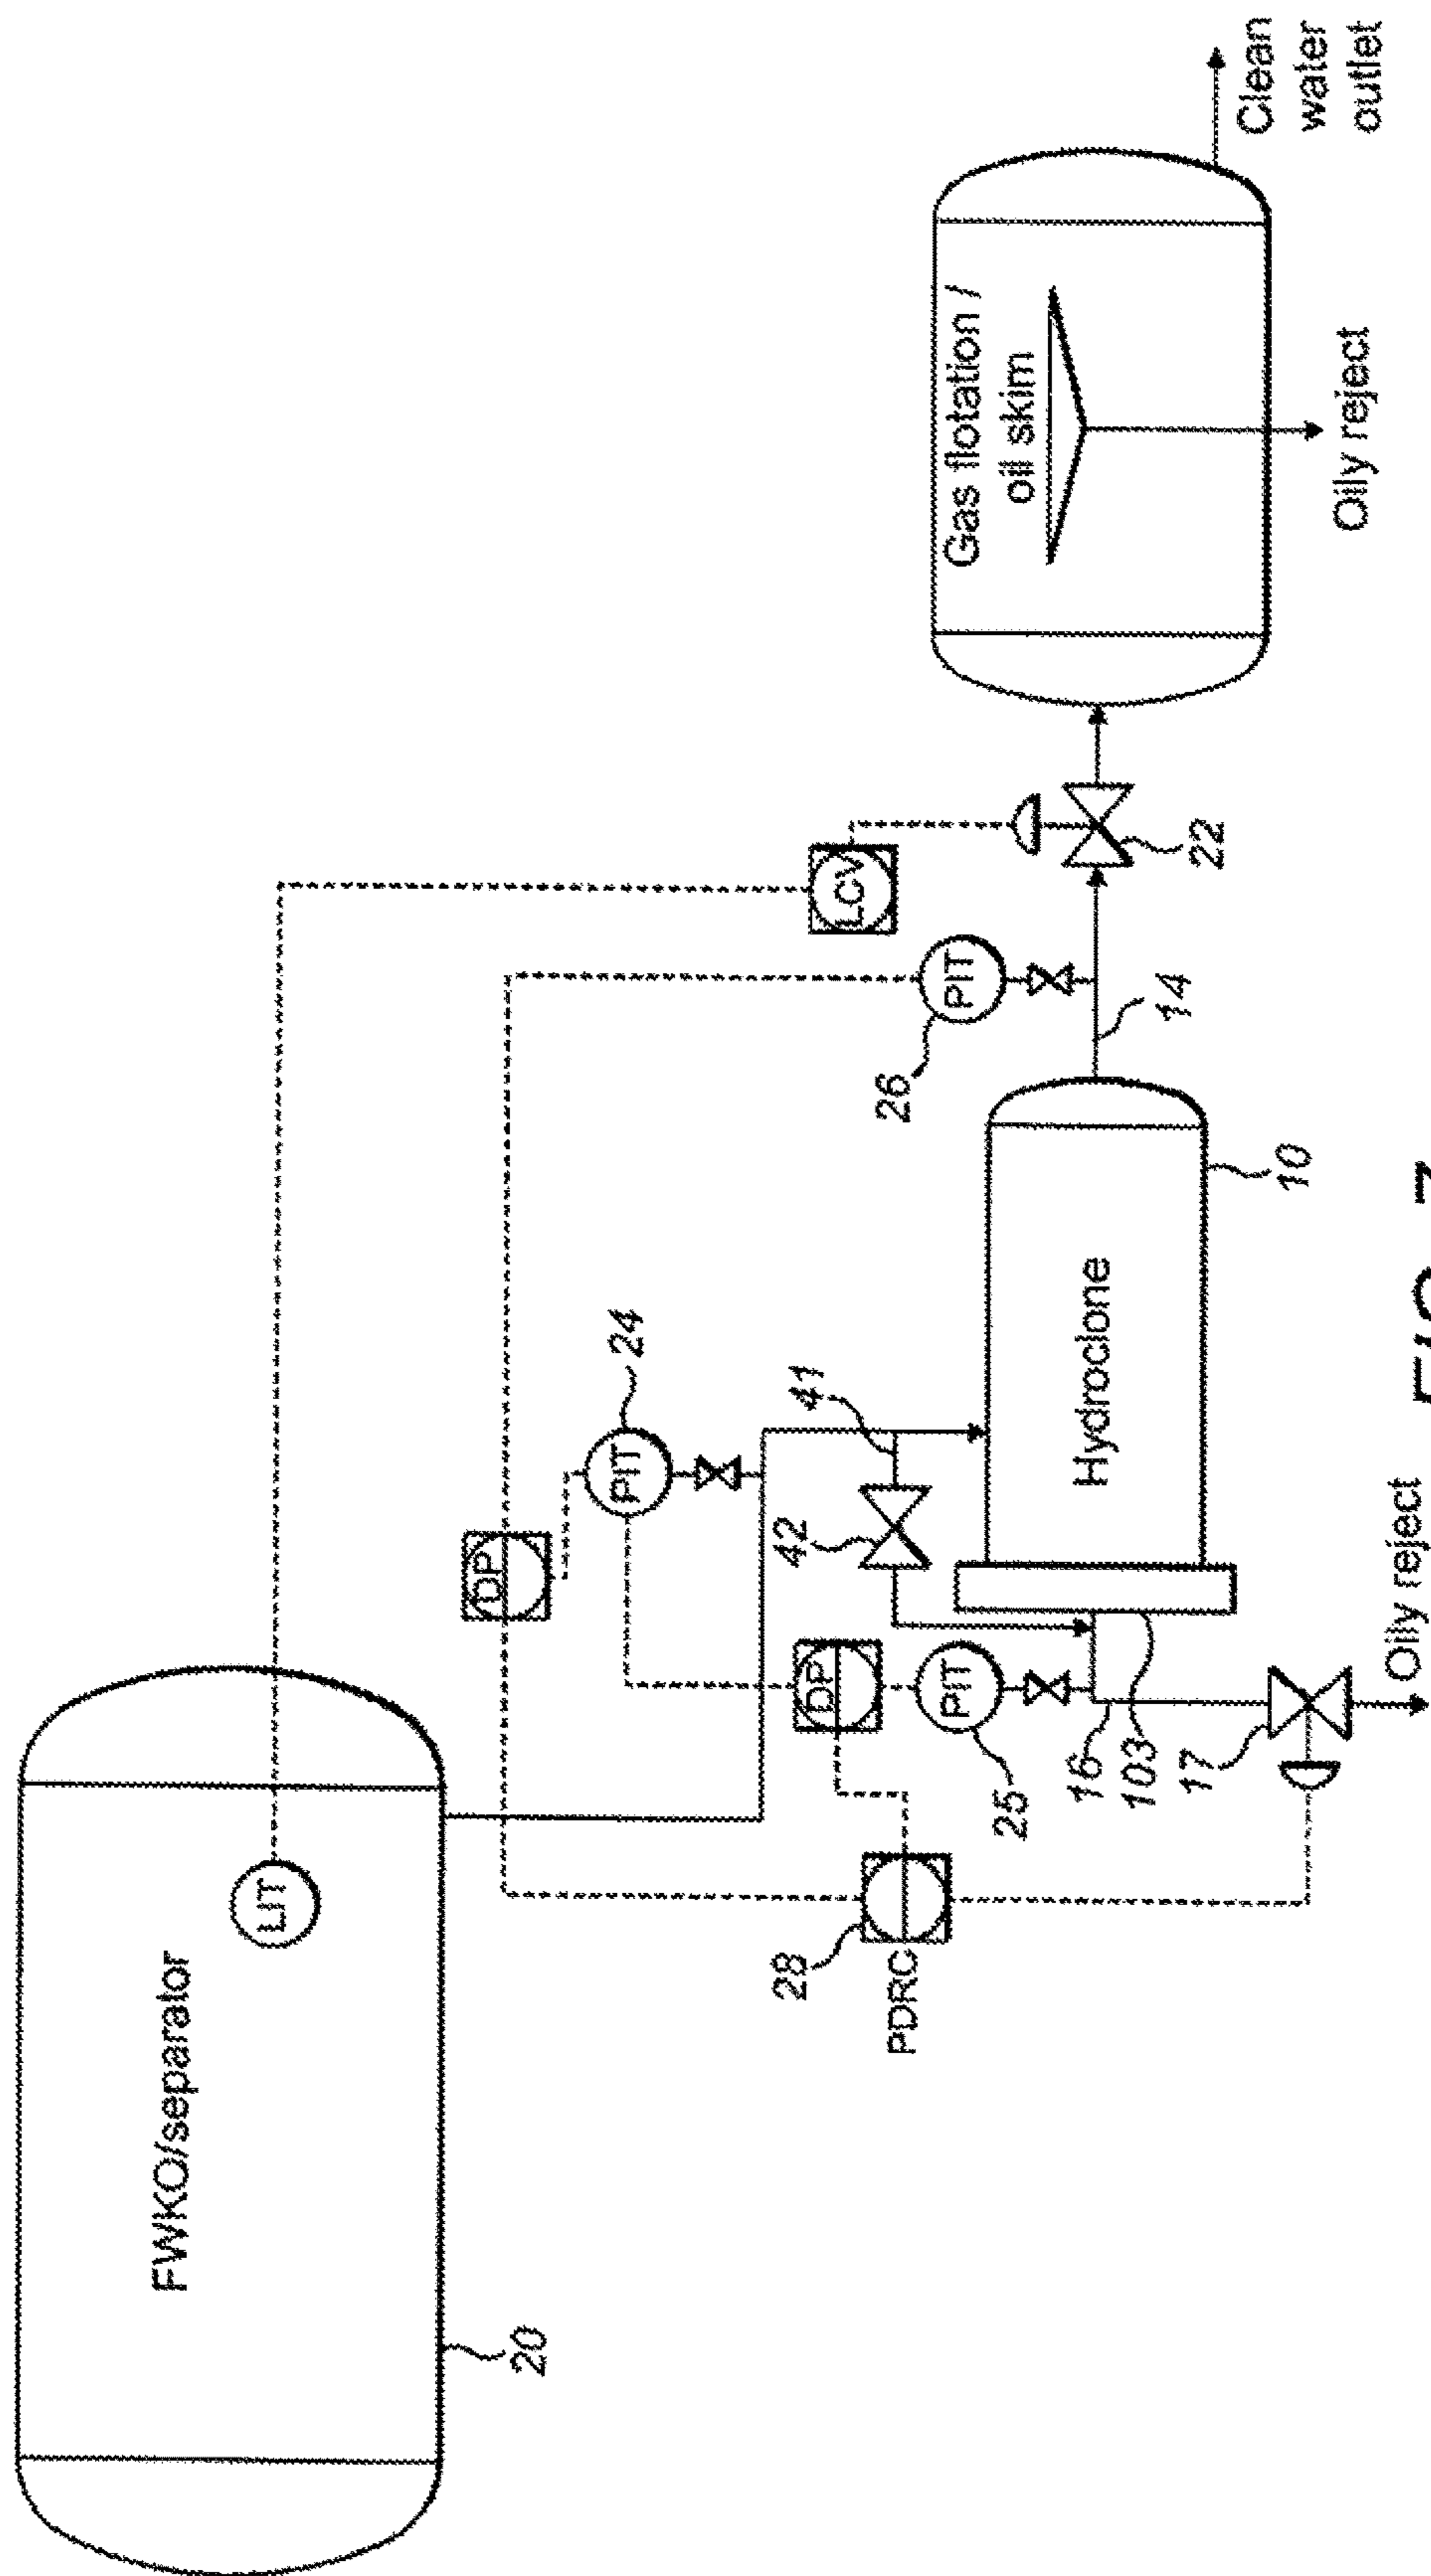 FWKO/separator
LIT
20
DP
PIT
24
LCV
PIT
26
41
42
DP
PIT
25
28
PDRC
16
103
17
Oily reject
Hydroclone
10
14
22
Gas flotation /
oil skim
Oily reject
Clean
water
outlet